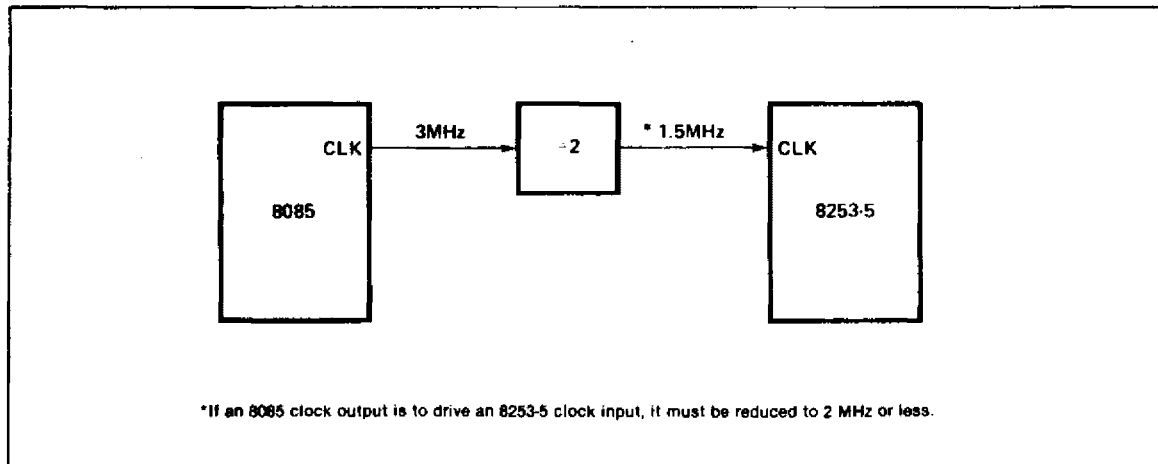 3MHz
* 1.5MHz
CLK
÷2
CLK
8085
8253-5
*If an 8085 clock output is to drive an 8253-5 clock input, it must be reduced to 2 MHz or less.